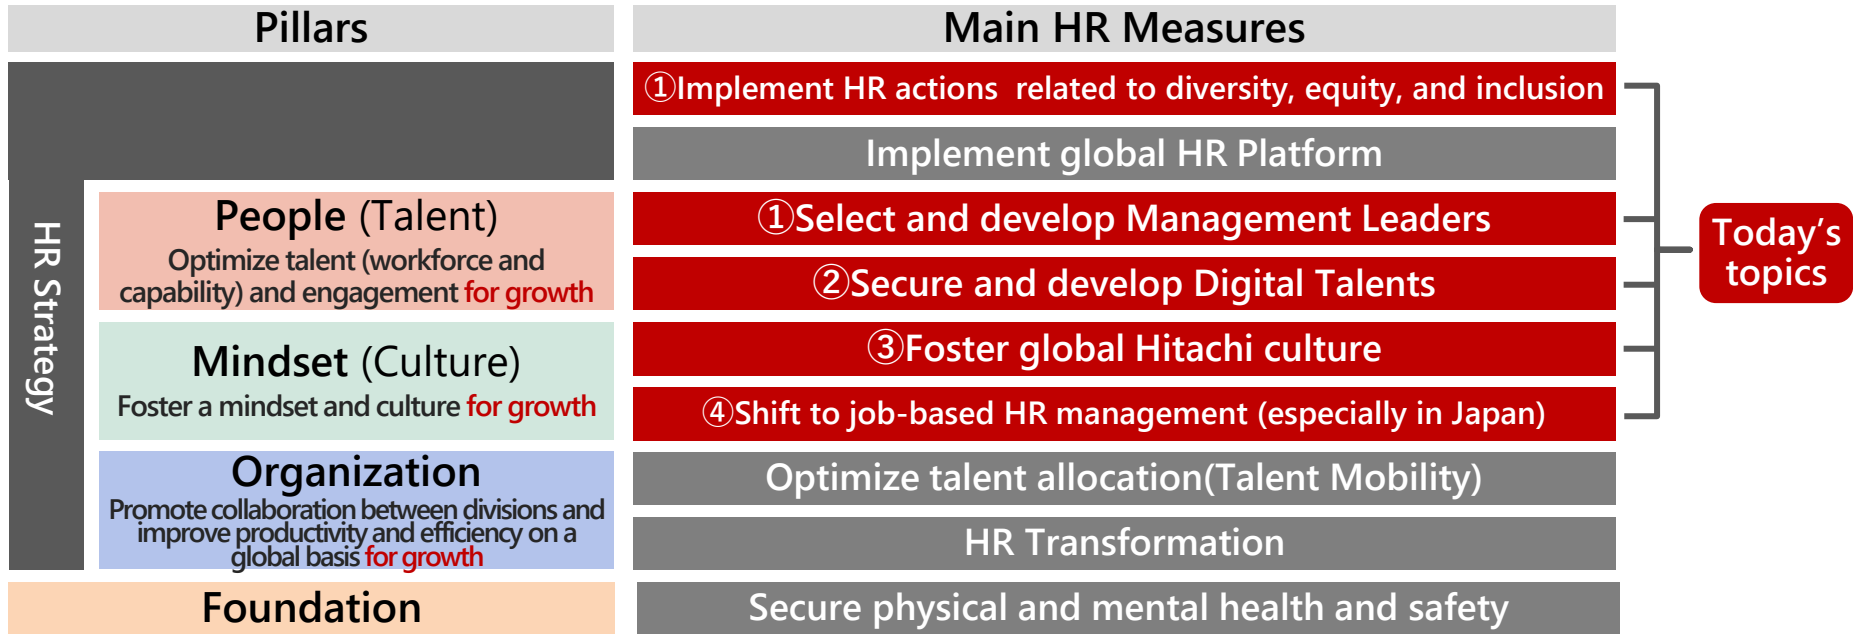 Pillars
Main HR Measures
①Implement HR actions related to diversity, equity, and inclusion
Implement global HR Platform
HR Strategy
People (Talent)
Optimize talent (workforce and
capability) and engagement for growth
①Select and develop Management Leaders
②Secure and develop Digital Talents
Mindset (Culture)
Foster a mindset and culture for growth
③Foster global Hitachi culture
④Shift to job-based HR management (especially in Japan)
Organization
Promote collaboration between divisions and
improve productivity and efficiency on a
global basis for growth
Optimize talent allocation(Talent Mobility)
HR Transformation
Foundation
Secure physical and mental health and safety
Today's
topics